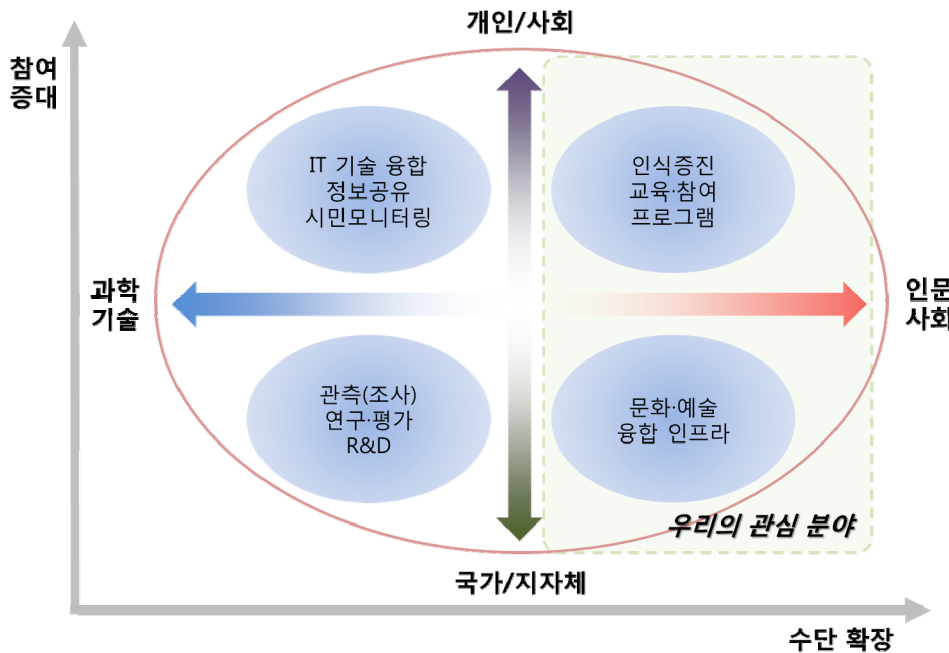 개인/사회
참여
증대
IT 기술 융합
정보공유
시민모니터링
인식증진
교육·참여
프로그램
과학
기술
인문
사회
관측(조사)
연구·평가
R&D
문화·예술
융합 인프라
우리의 관심 분야
국가/지자체
수단 확장